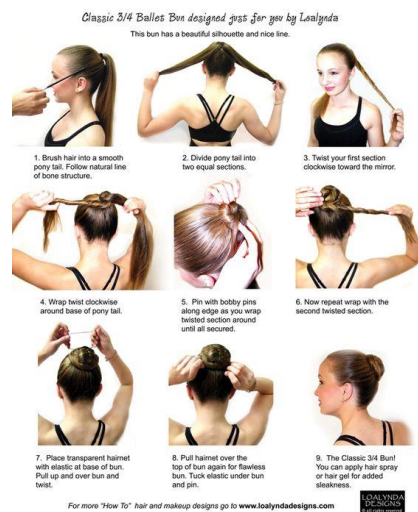 Classic 3/4 Ballet Bun designed just for you by Loalynda
This bun has a beautiful silhouette and nice line.
1. Brush hair into a smooth
pony tail. Follow natural line
of bone structure.
2. Divide pony tail into
two equal sections.
3. Twist your first section
clockwise toward the mirror.
4. Wrap twist clockwise
around base of pony tail.
5. Pin with bobby pins
along edge as you wrap
twisted section around
until all secured.
6. Now repeat wrap with the
second twisted section.
7. Place transparent hairnet
with elastic at base of bun.
Pull up and over bun and
twist.
8. Pull hairnet over the
top of bun again for flawless
bun. Tuck elastic under bun
and pin.
9. The Classic 3/4 Bun!
You can apply hair spray
or hair gel for added
sleakness.
For more "How To" hair and makeup designs go to www.loalyndadesigns.com
LOALYNDA
DESIGNS
© all rights reserved